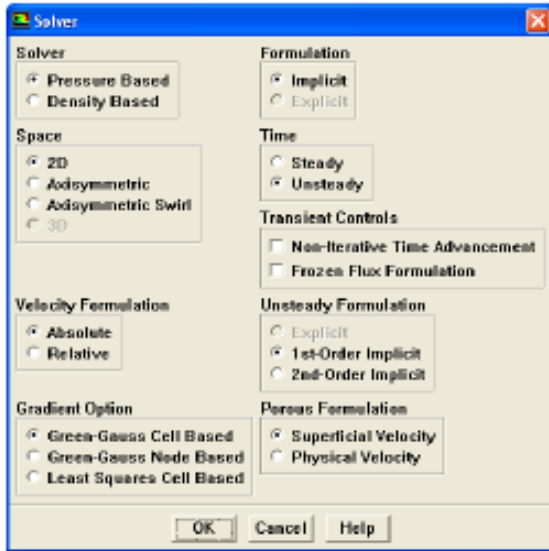 Solver
Solver
Pressure Based
Density Based
Formulation
Implicit
Explicit
Space
2D
Axisymmetric
Axisymmetric Swirl
3D
Time
Steady
Unsteady
Transient Controls
Non-Iterative Time Advancement
Frozen Flux Formulation
Velocity Formulation
Absolute
Relative
Unsteady Formulation
Explicit
1st-Order Implicit
2nd-Order Implicit
Gradient Option
Green-Gauss Cell Based
Green-Gauss Node Based
Least Squares Cell Based
Porous Formulation
Superficial Velocity
Physical Velocity
OK
Cancel
Help